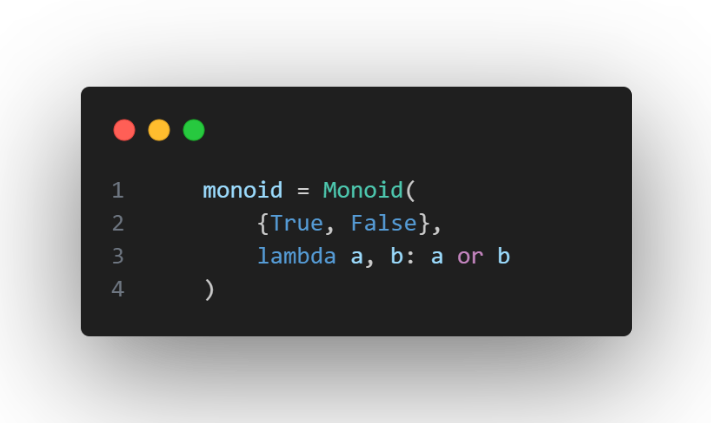 1 monoid = Monoid(
2 {True, False},
3 lambda a, b: a or b
4 )